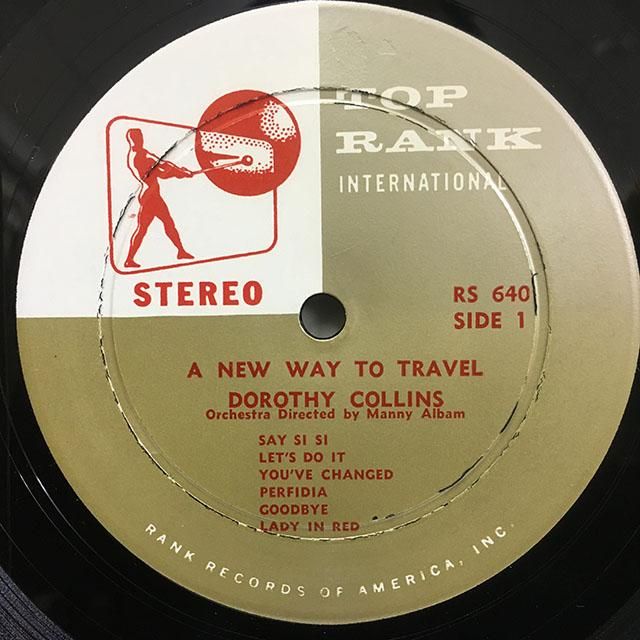 TOP
RANK
INTERNATIONAL
STEREO
RS 640
SIDE 1
A NEW WAY TO TRAVEL
DOROTHY COLLINS
Orchestra Directed by Manny Albam
SAY SI SI
LET'S DO IT
YOU'VE CHANGED
PERFIDIA
GOODBYE
LADY IN RED
RANK RECORDS OF AMERICA, INC.